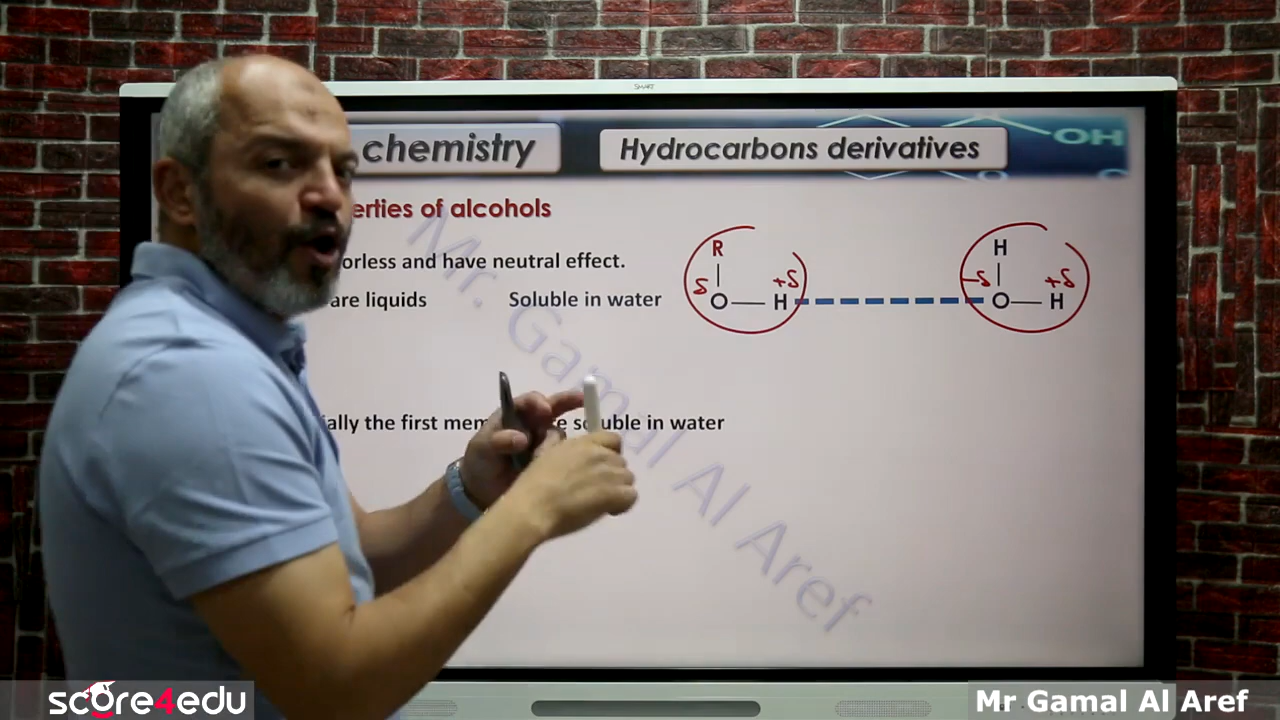 SMART
chemistry
Hydrocarbons derivatives
OH
O
erties of alcohols
orless and have neutral effect.
are liquids
Soluble in water
R
δ
+δ
O — H
H
-δ
+δ
O — H
ially the first mem
e soluble in water
Mr. Gamal Al Aref
score4edu
Mr Gamal Al Aref